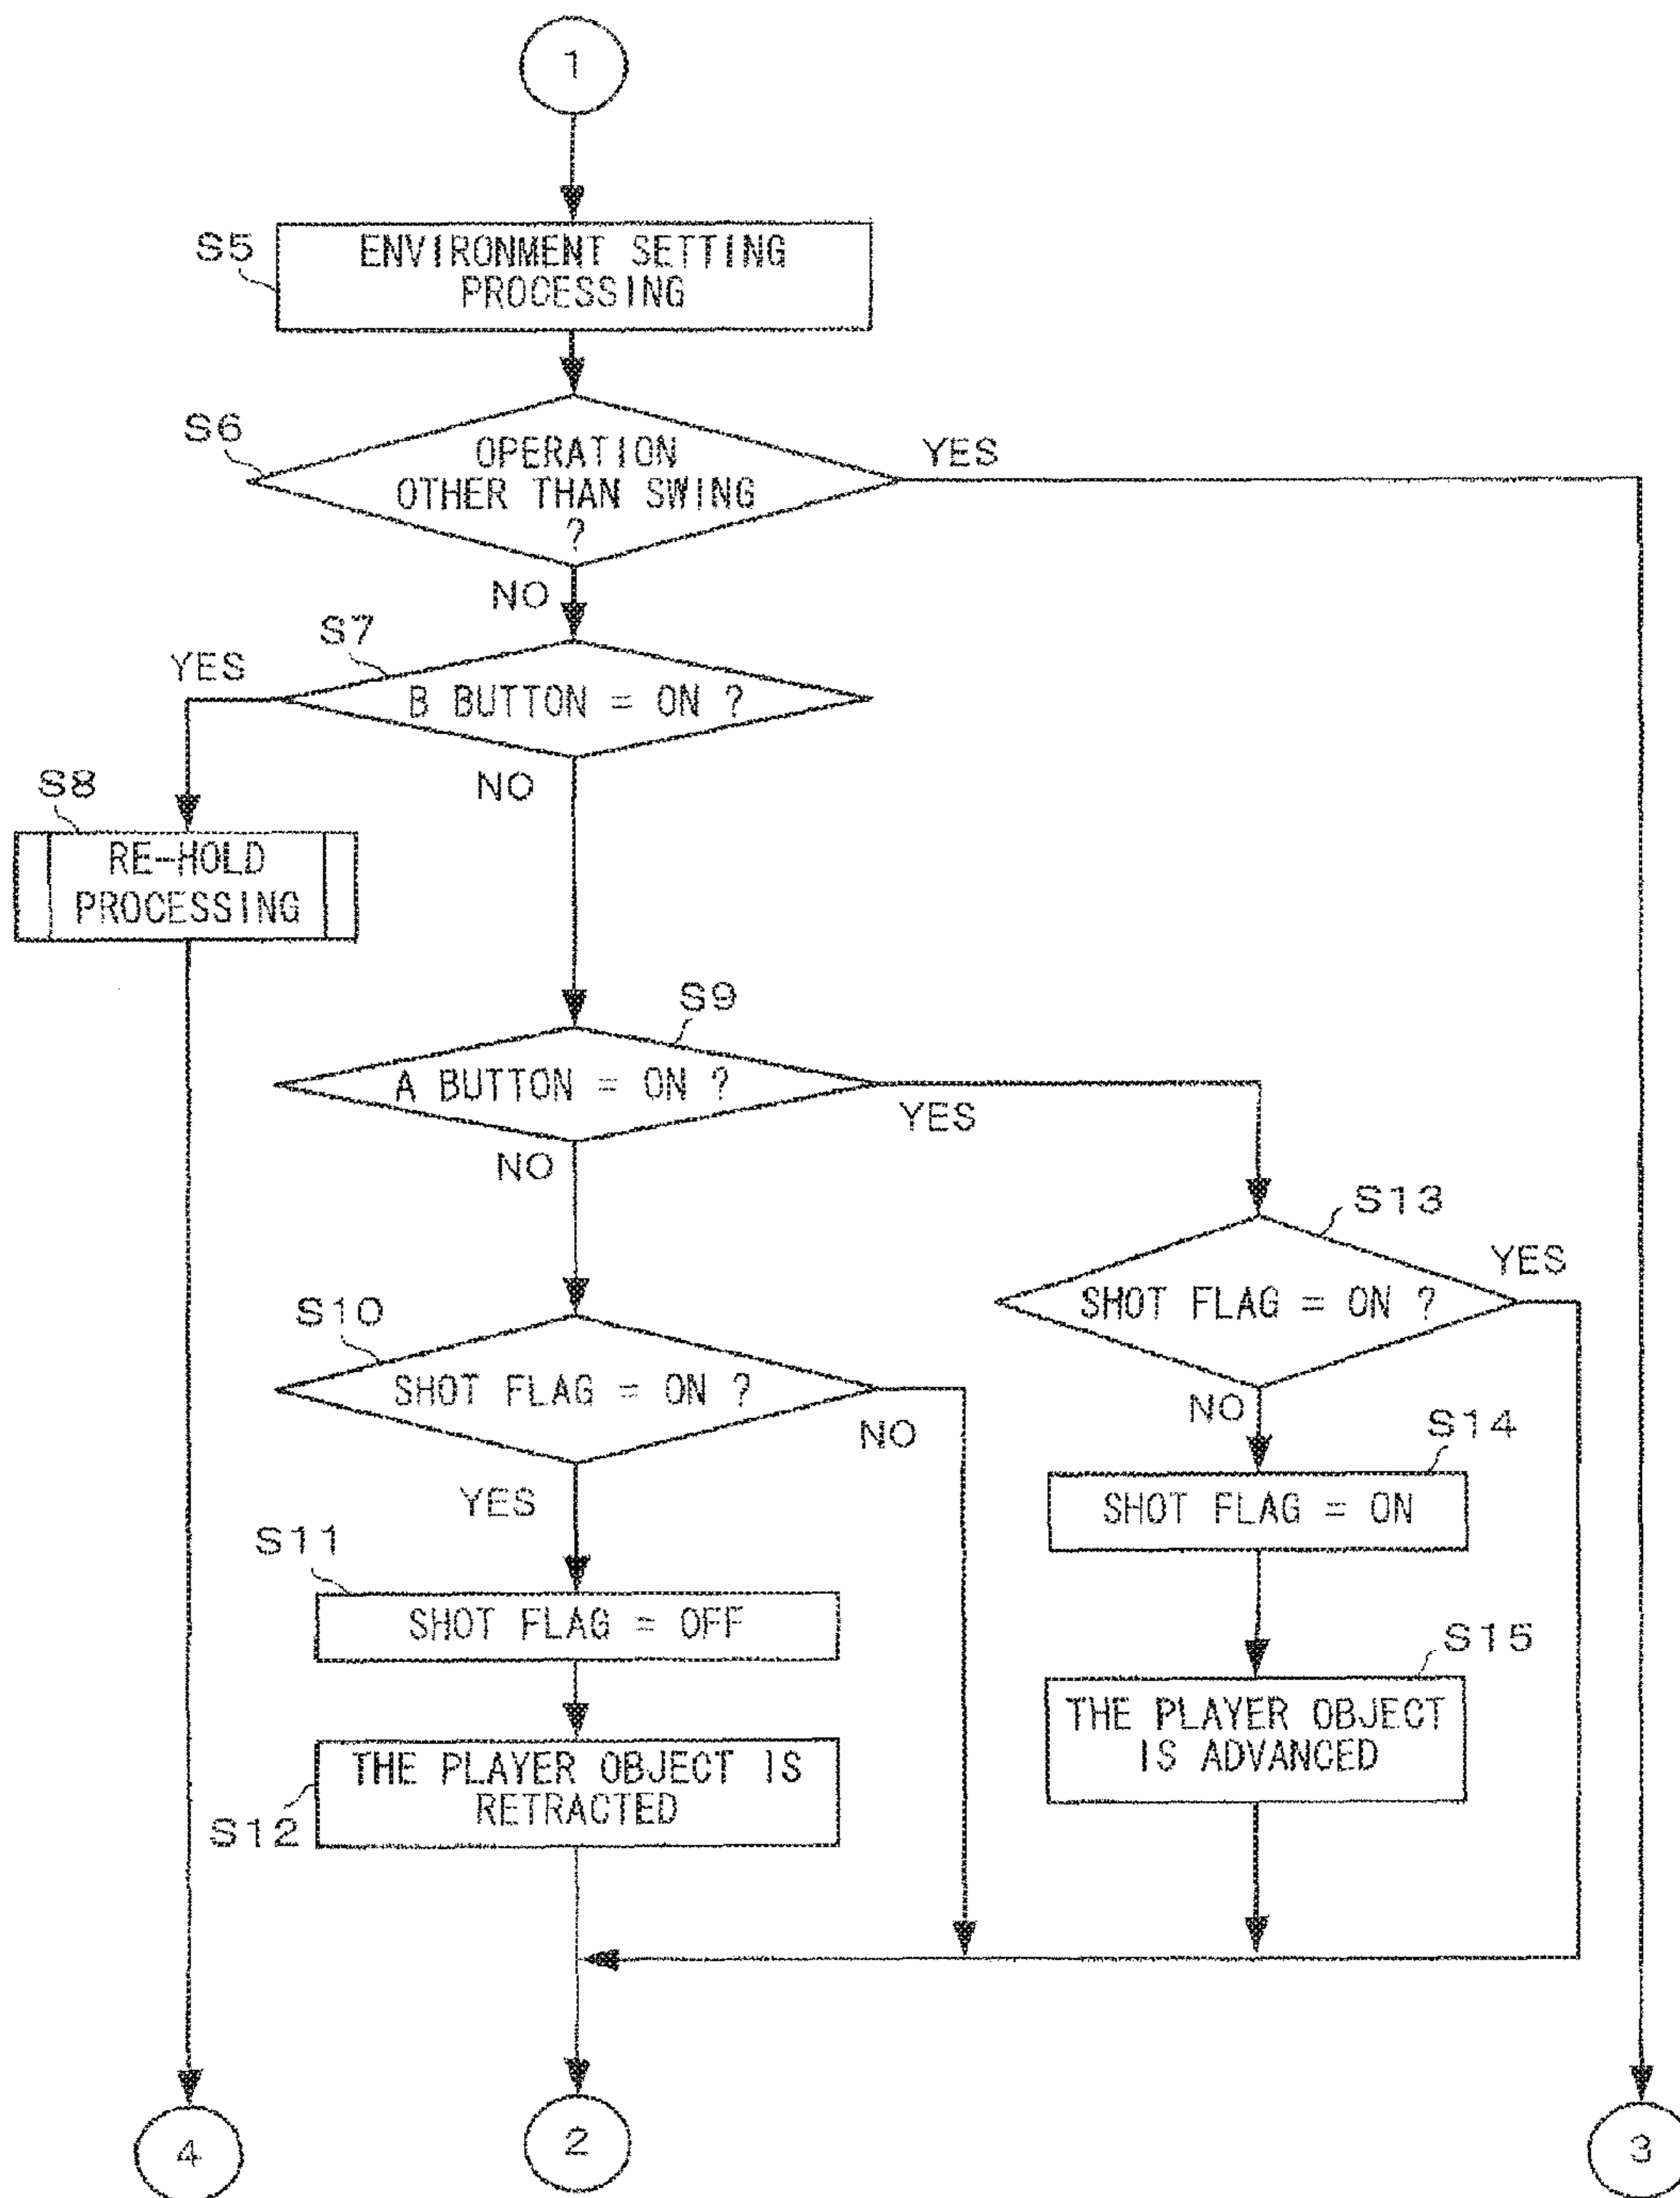 1
S5
ENVIRONMENT SETTING
PROCESSING
S6
OPERATION
OTHER THAN SWING
?
YES
NO
S7
YES
B BUTTON = ON ?
NO
S8
RE-HOLD
PROCESSING
S9
A BUTTON = ON ?
YES
NO
S13
SHOT FLAG = ON ?
YES
NO
S10
SHOT FLAG = ON ?
NO
YES
S14
SHOT FLAG = ON
S11
SHOT FLAG = OFF
S15
THE PLAYER OBJECT
IS ADVANCED
S12
THE PLAYER OBJECT IS
RETRACTED
4
2
3